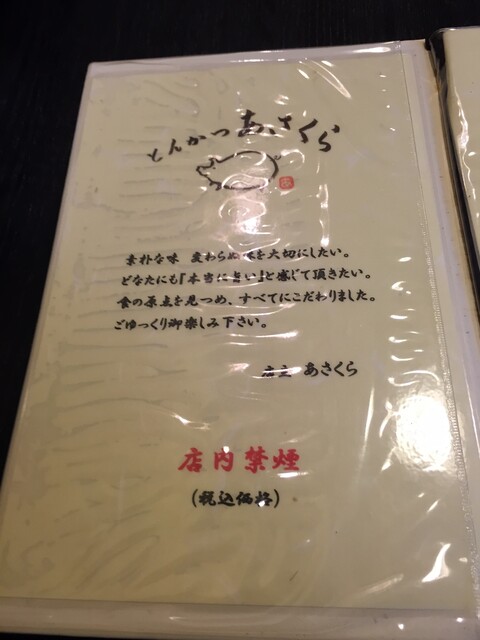 とんかつ あさくら
素朴な味 変わらぬ味を大切にしたい。
どなたにも『本当に旨い』と感じて頂きたい。
食の原点を見つめ、すべてにこだわりました。
ごゆっくり御楽しみ下さい。
店主 あさくら
店内禁煙
(税込価格)